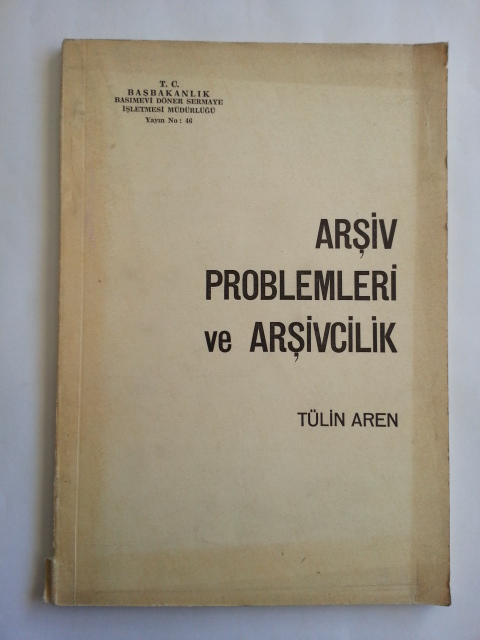 T. C.
BAŞBAKANLIK
BASIMEVİ DÖNER SERMAYE
İŞLETMESİ MÜDÜRLÜĞÜ
Yayın No : 46
ARŞİV
PROBLEMLERİ
ve ARŞİVCİLİK
TÜLİN AREN